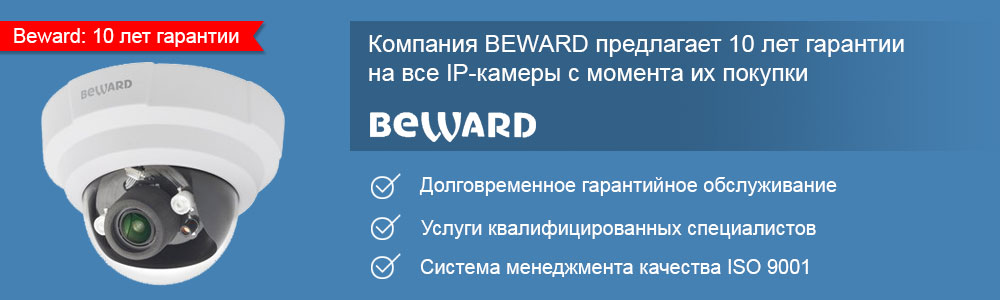 Beward: 10 лет гарантии
BEWARD
Компания BEWARD предлагает 10 лет гарантии
на все IP-камеры с момента их покупки
BEWARD
Долговременное гарантийное обслуживание
Услуги квалифицированных специалистов
Система менеджмента качества ISO 9001